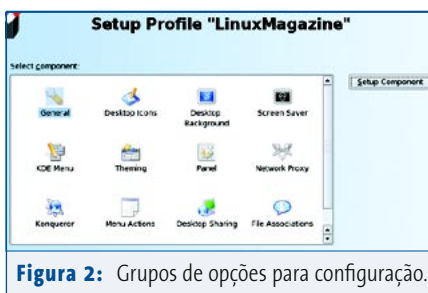 Setup Profile "LinuxMagazine"
Select component:
Setup Component
General
Desktop Icons
Desktop Background
Screen Saver
KDE Menu
Theming
Panel
Network Proxy
Konqueror
Menu Actions
Desktop Sharing
File Associations
Figura 2: Grupos de opções para configuração.